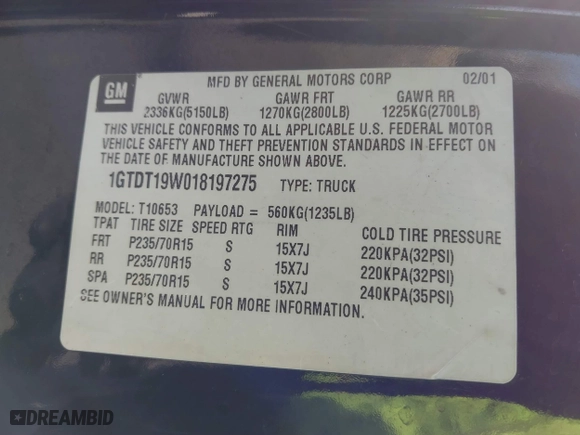 GM
MFD BY GENERAL MOTORS CORP 02/01
GVWR GAWR FRT GAWR RR
2336KG(5150LB) 1270KG(2800LB) 1225KG(2700LB)
THIS VEHICLE CONFORMS TO ALL APPLICABLE U.S. FEDERAL MOTOR
VEHICLE SAFETY AND THEFT PREVENTION STANDARDS IN EFFECT ON
THE DATE OF MANUFACTURE SHOWN ABOVE.
1GTDT19W018197275 TYPE: TRUCK
MODEL: T10653 PAYLOAD = 560KG(1235LB)
TPAT TIRE SIZE SPEED RTG RIM COLD TIRE PRESSURE
FRT P235/70R15 S 15X7J 220KPA(32PSI)
RR P235/70R15 S 15X7J 220KPA(32PSI)
SPA P235/70R15 S 15X7J 240KPA(35PSI)
SEE OWNER'S MANUAL FOR MORE INFORMATION.
DREAMBID